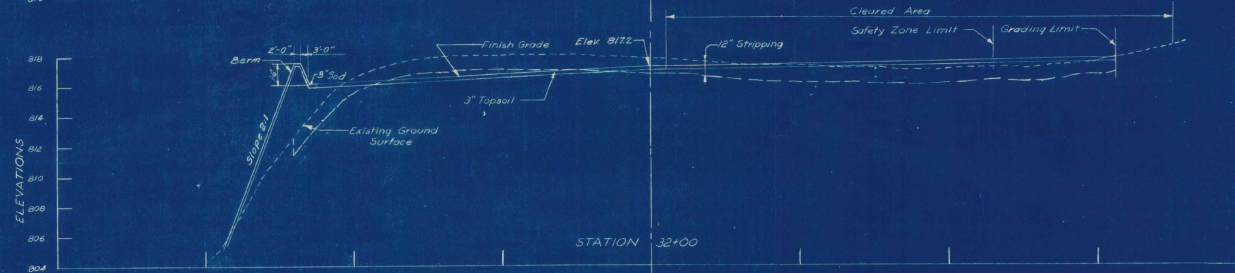 Cleared Area
Safety Zone Limit
Grading Limit
Finish Grade
Elev. 817.2
12" Stripping
2'-0"
3'-0"
Berm
3" Sod
3" Topsoil
Slope 2:1
Existing Ground
Surface
ELEVATIONS
818
816
814
812
810
808
806
804
STATION 32+00